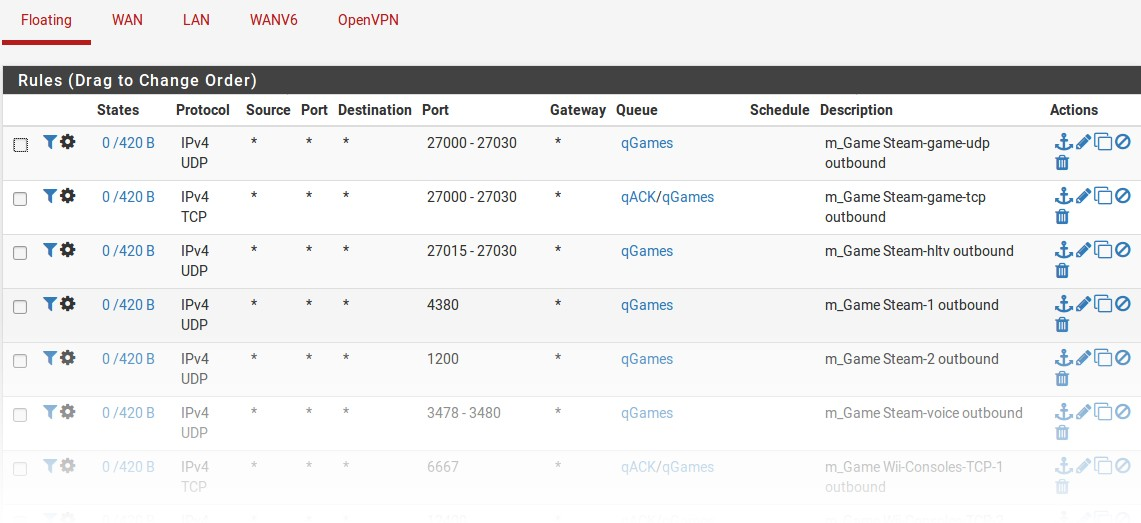 Floating WAN LAN WANV6 OpenVPN
Rules (Drag to Change Order)
States Protocol Source Port Destination Port Gateway Queue Schedule Description Actions
0 /420 B IPv4 * * * 27000 - 27030 * qGames m_Game Steam-game-udp
UDP outbound
0 /420 B IPv4 * * * 27000 - 27030 * qACK/qGames m_Game Steam-game-tcp
TCP outbound
0 /420 B IPv4 * * * 27015 - 27030 * qGames m_Game Steam-hltv outbound
UDP
0 /420 B IPv4 * * * 4380 * qGames m_Game Steam-1 outbound
UDP
0 /420 B IPv4 * * * 1200 * qGames m_Game Steam-2 outbound
UDP
0 /420 B IPv4 * * * 3478 - 3480 * qGames m_Game Steam-voice outbound
UDP
0 /420 B IPv4 * * * 6667 * qACK/qGames m_Game Wii-Consoles-TCP-1
TCP outbound